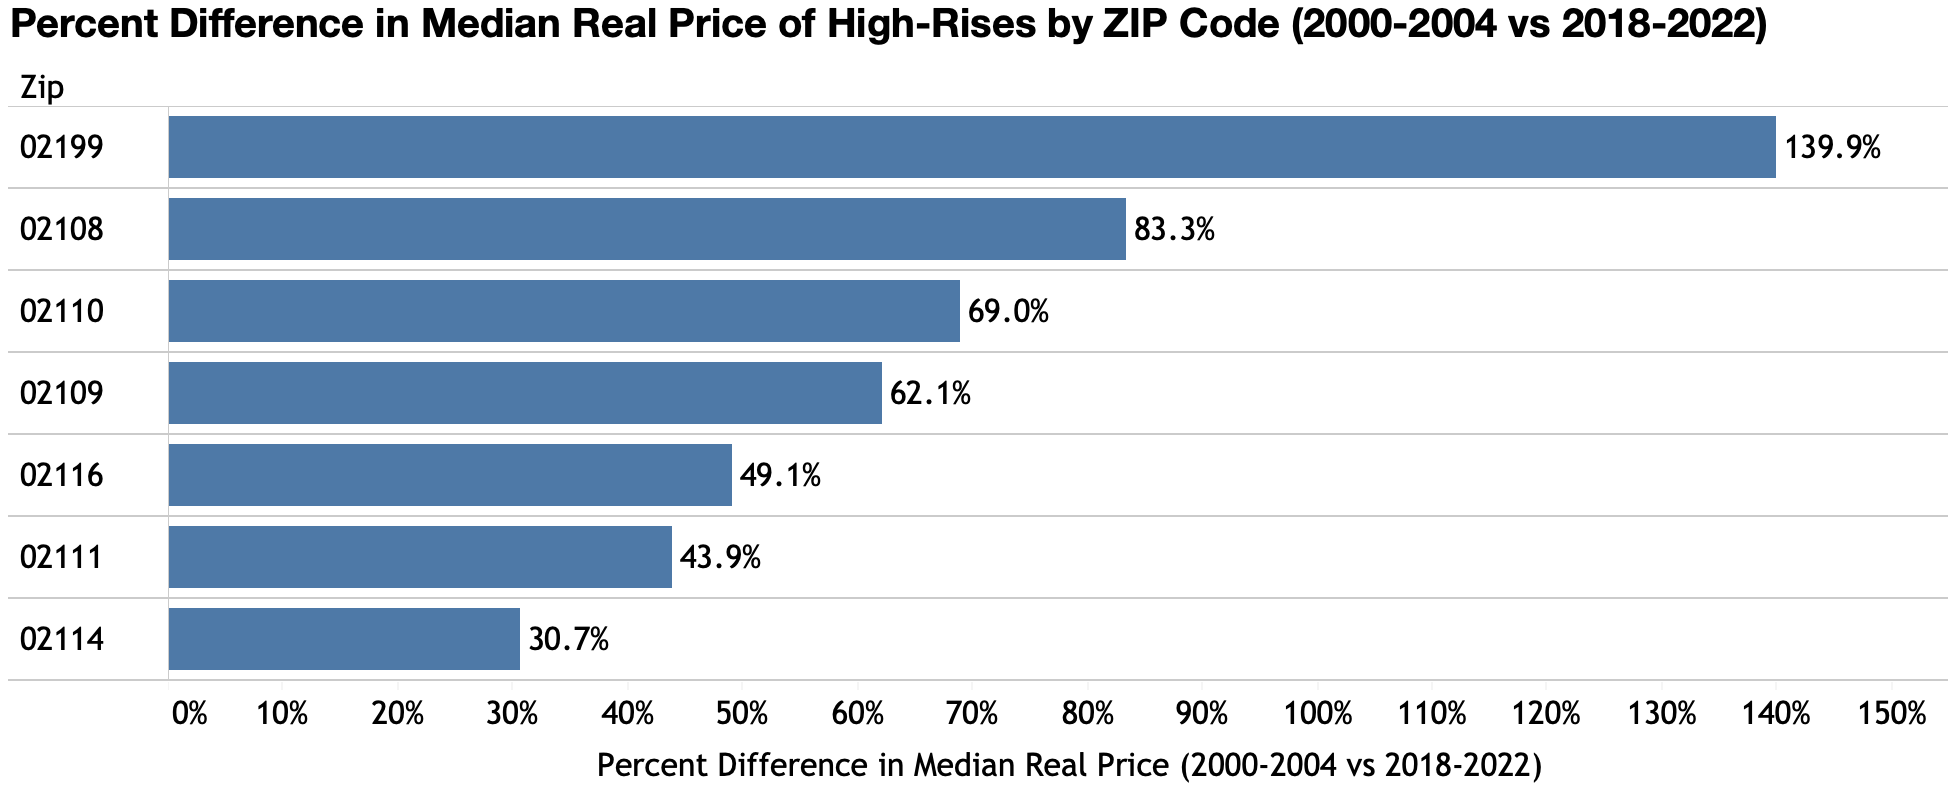 Percent Difference in Median Real Price of High-Rises by ZIP Code (2000-2004 vs 2018-2022)
Zip
02199 139.9%
02108 83.3%
02110 69.0%
02109 62.1%
02116 49.1%
02111 43.9%
02114 30.7%
0% 10% 20% 30% 40% 50% 60% 70% 80% 90% 100% 110% 120% 130% 140% 150%
Percent Difference in Median Real Price (2000-2004 vs 2018-2022)